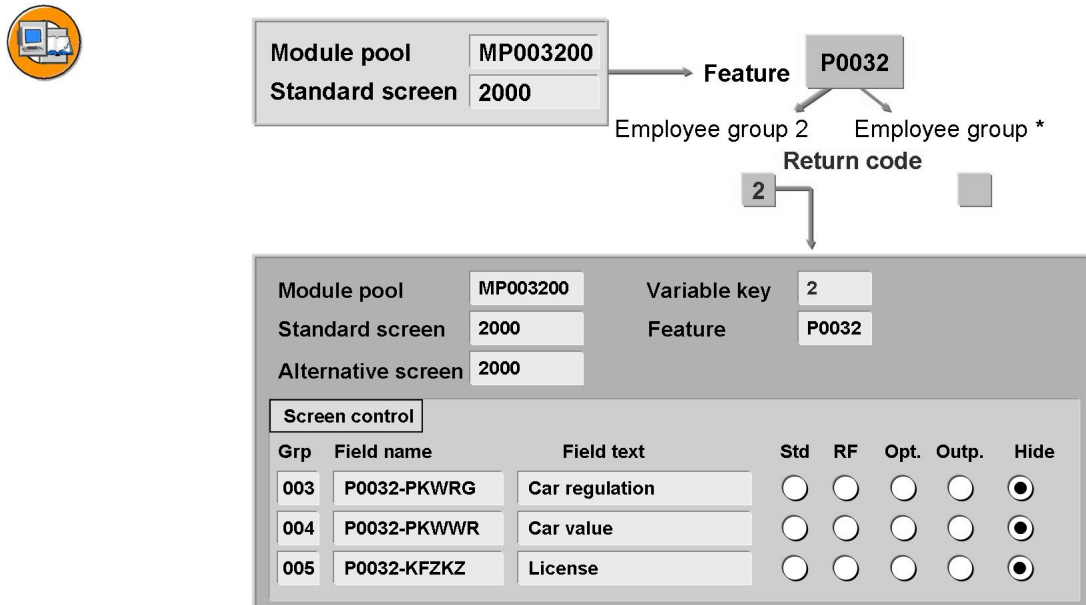 Module pool MP003200
Standard screen 2000
Feature P0032
Employee group 2 Employee group *
Return code
2
Module pool MP003200 Variable key 2
Standard screen 2000 Feature P0032
Alternative screen 2000
Screen control
Grp Field name Field text Std RF Opt. Outp. Hide
003 P0032-PKWRG Car regulation
004 P0032-PKWWR Car value
005 P0032-KFZKZ License